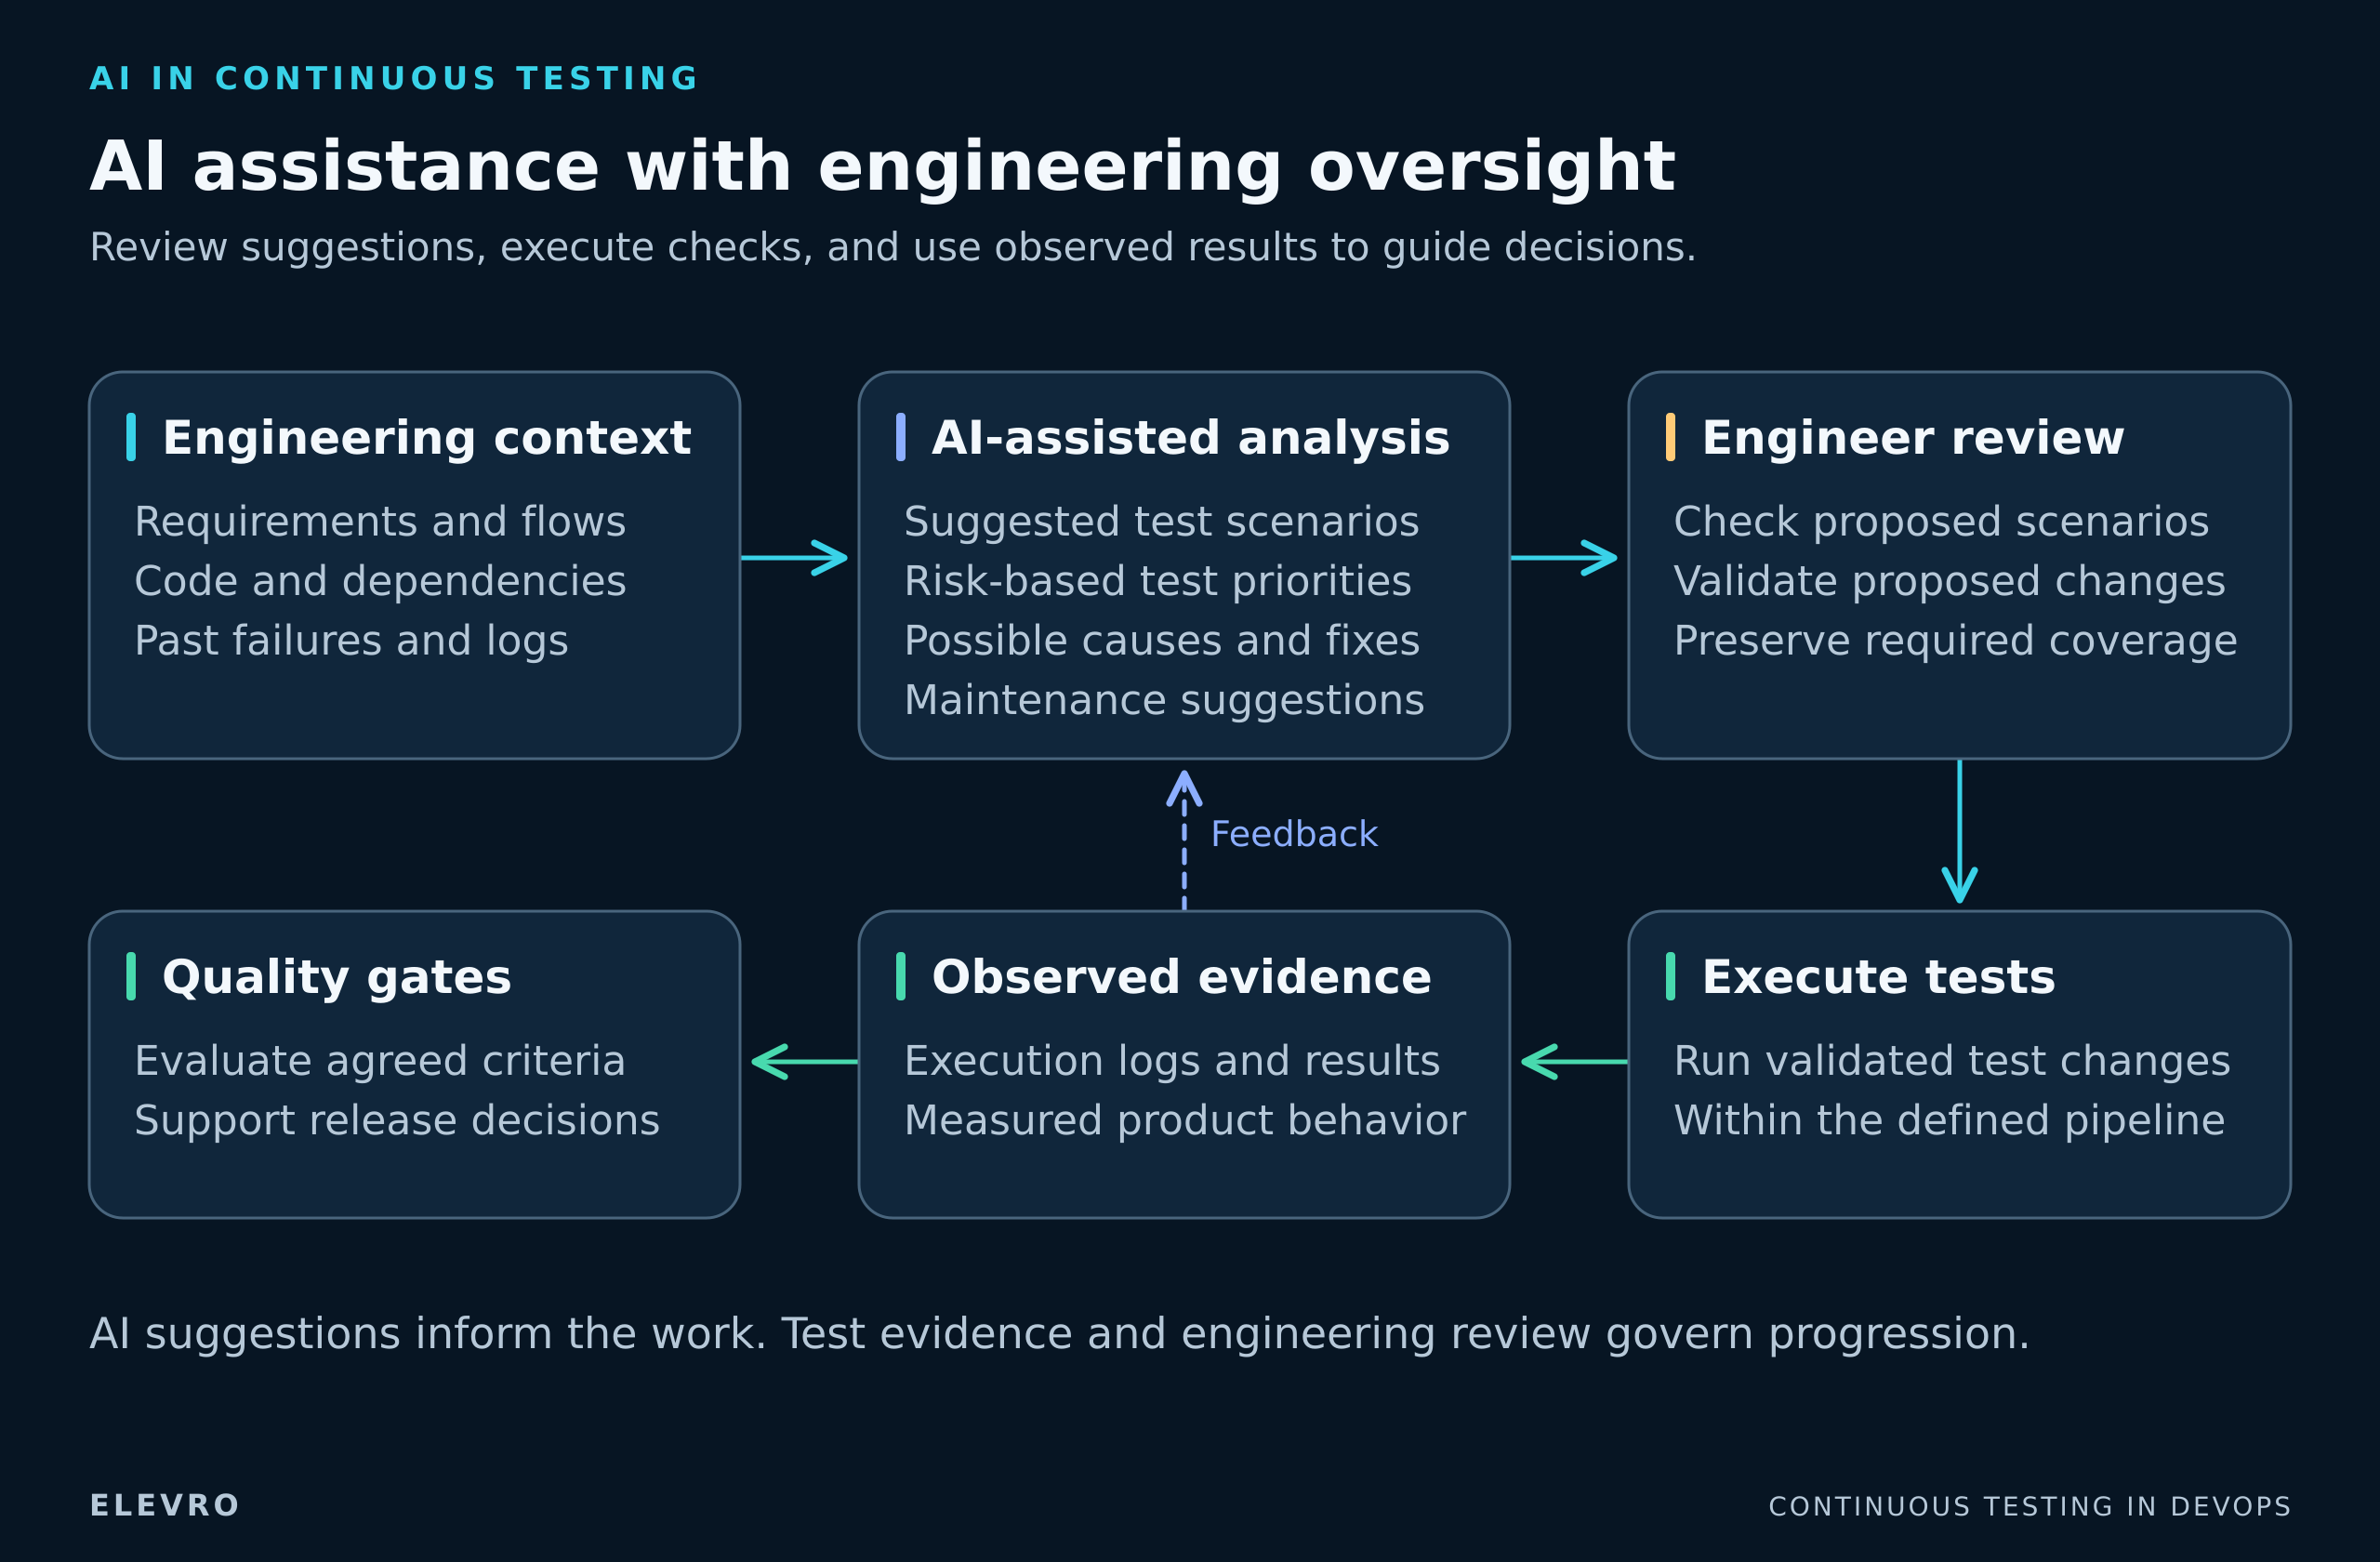 AI IN CONTINUOUS TESTING
AI assistance with engineering oversight
Review suggestions, execute checks, and use observed results to guide decisions.
Engineering context
Requirements and flows
Code and dependencies
Past failures and logs
AI-assisted analysis
Suggested test scenarios
Risk-based test priorities
Possible causes and fixes
Maintenance suggestions
Engineer review
Check proposed scenarios
Validate proposed changes
Preserve required coverage
Feedback
Quality gates
Evaluate agreed criteria
Support release decisions
Observed evidence
Execution logs and results
Measured product behavior
Execute tests
Run validated test changes
Within the defined pipeline
AI suggestions inform the work. Test evidence and engineering review govern progression.
ELEVRO
CONTINUOUS TESTING IN DEVOPS